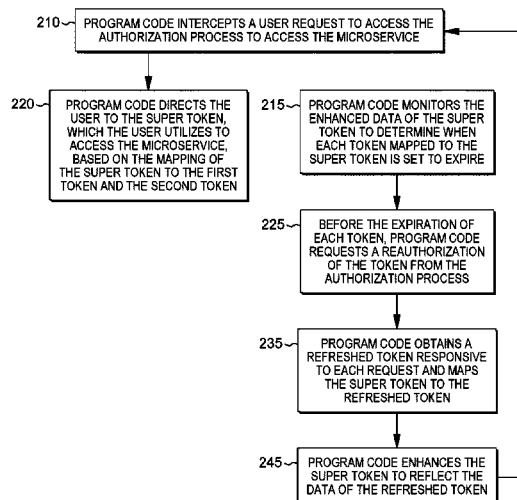 210
PROGRAM CODE INTERCEPTS A USER REQUEST TO ACCESS THE
AUTHORIZATION PROCESS TO ACCESS THE MICROSERVICE
220
PROGRAM CODE DIRECTS THE
USER TO THE SUPER TOKEN,
WHICH THE USER UTILIZES TO
ACCESS THE MICROSERVICE,
BASED ON THE MAPPING OF
THE SUPER TOKEN TO THE FIRST
TOKEN AND THE SECOND TOKEN
215
PROGRAM CODE MONITORS THE
ENHANCED DATA OF THE SUPER
TOKEN TO DETERMINE WHEN
EACH TOKEN MAPPED TO THE
SUPER TOKEN IS SET TO EXPIRE
225
BEFORE THE EXPIRATION OF
EACH TOKEN, PROGRAM CODE
REQUESTS A REAUTHORIZATION
OF THE TOKEN FROM THE
AUTHORIZATION PROCESS
235
PROGRAM CODE OBTAINS A
REFRESHED TOKEN RESPONSIVE
TO EACH REQUEST AND MAPS
THE SUPER TOKEN TO THE
REFRESHED TOKEN
245
PROGRAM CODE ENHANCES THE
SUPER TOKEN TO REFLECT THE
DATA OF THE REFRESHED TOKEN